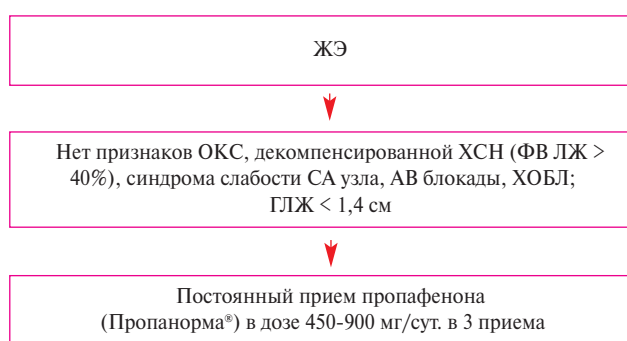 ЖЭ
Нет признаков ОКС, декомпенсированной ХСН (ФВ ЛЖ >
40%), синдрома слабости СА узла, АВ блокады, ХОБЛ;
ГЛЖ < 1,4 см
Постоянный прием пропафенона
(Пропанорма®) в дозе 450-900 мг/сут. в 3 приема